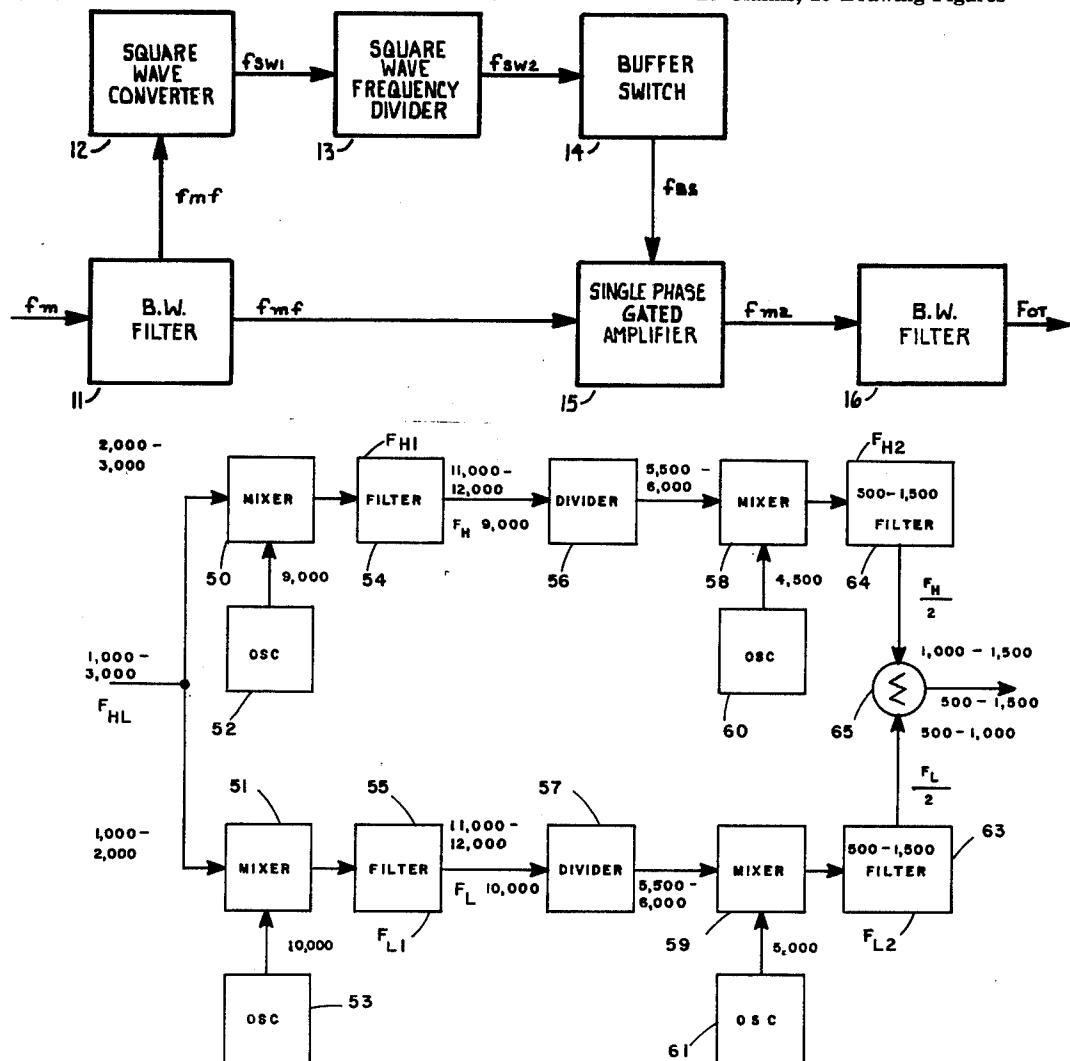 SQUARE
WAVE
CONVERTER
12
fsw1
SQUARE
WAVE
FREQUENCY
DIVIDER
13
fsw2
BUFFER
SWITCH
14
fmf
fBS
fm
B.W.
FILTER
11
fmf
SINGLE PHASE
GATED
AMPLIFIER
15
fm2
B.W.
FILTER
16
FOT
2,000 -
3,000
MIXER
50
FH1
FILTER
54
11,000 -
12,000
FH 9,000
DIVIDER
56
5,500 -
6,000
MIXER
58
FH2
500-1,500
FILTER
64
9,000
OSC
52
4,500
OSC
60
FH
2
1,000 -
3,000
FHL
65
1,000 - 1,500
500 - 1,500
500 - 1,000
FL
2
1,000 -
2,000
51
MIXER
55
FILTER
FL1
11,000 -
12,000
FL 10,000
57
DIVIDER
5,500 -
6,000
MIXER
59
500-1,500
FILTER
63
FL2
10,000
OSC
53
5,000
OSC
61